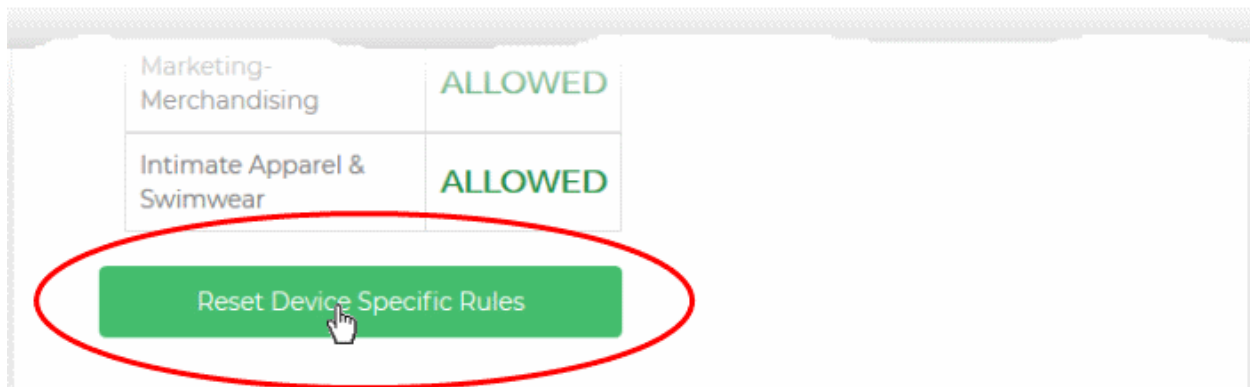 Marketing-
Merchandising
ALLOWED
Intimate Apparel &
Swimwear
ALLOWED
Reset Device Specific Rules